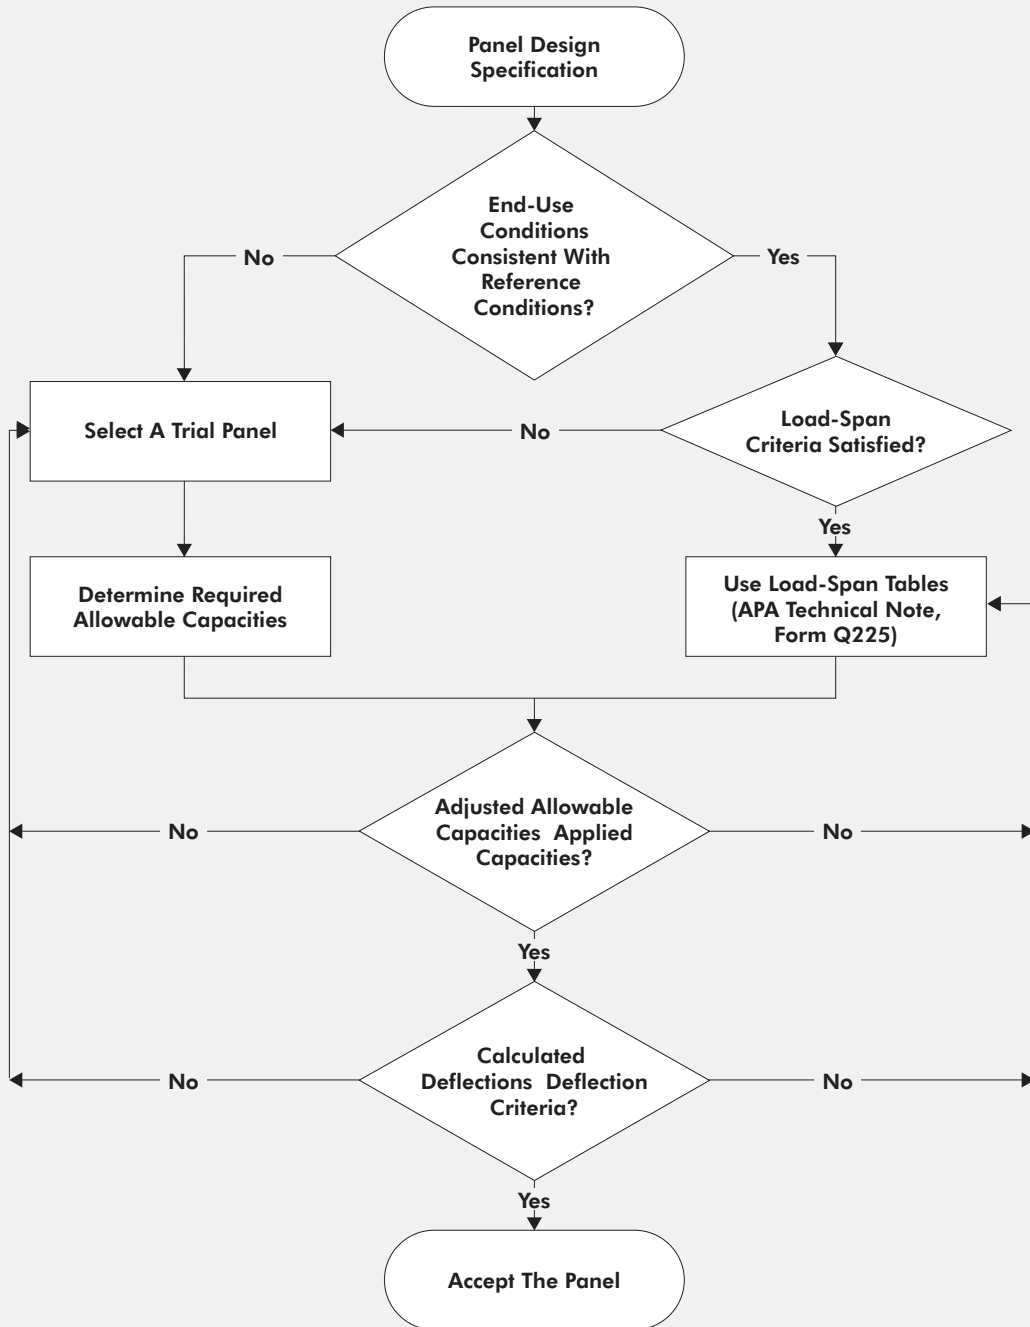 Panel Design
Specification
End-Use
Conditions
Consistent With
Reference
Conditions?
No
Yes
Select A Trial Panel
No
Load-Span
Criteria Satisfied?
Yes
Determine Required
Allowable Capacities
Use Load-Span Tables
(APA Technical Note,
Form Q225)
Adjusted Allowable
Capacities Applied
Capacities?
No
No
Yes
Calculated
Deflections Deflection
Criteria?
No
No
Yes
Accept The Panel